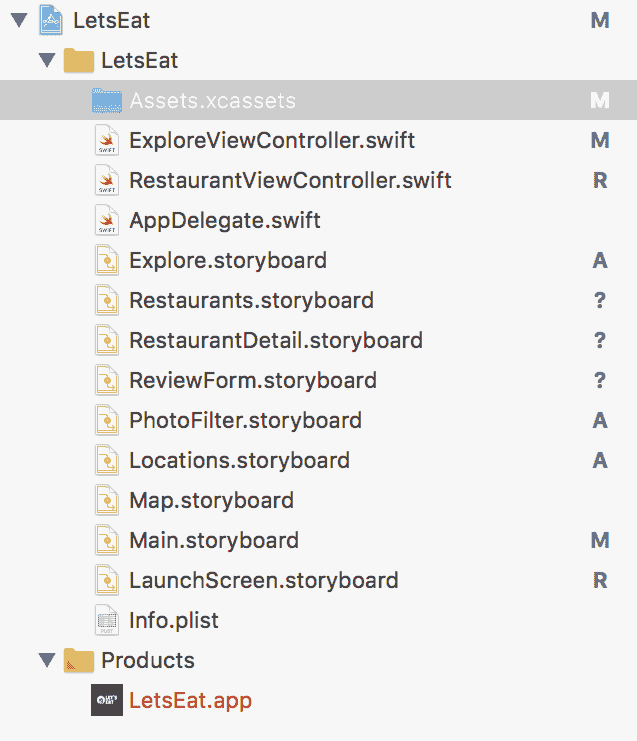 LetsEat M
LetsEat
Assets.xcassets M
ExploreViewController.swift M
RestaurantViewController.swift R
AppDelegate.swift
Explore.storyboard A
Restaurants.storyboard ?
RestaurantDetail.storyboard ?
ReviewForm.storyboard ?
PhotoFilter.storyboard A
Locations.storyboard A
Map.storyboard
Main.storyboard M
LaunchScreen.storyboard R
Info.plist
Products
LetsEat.app